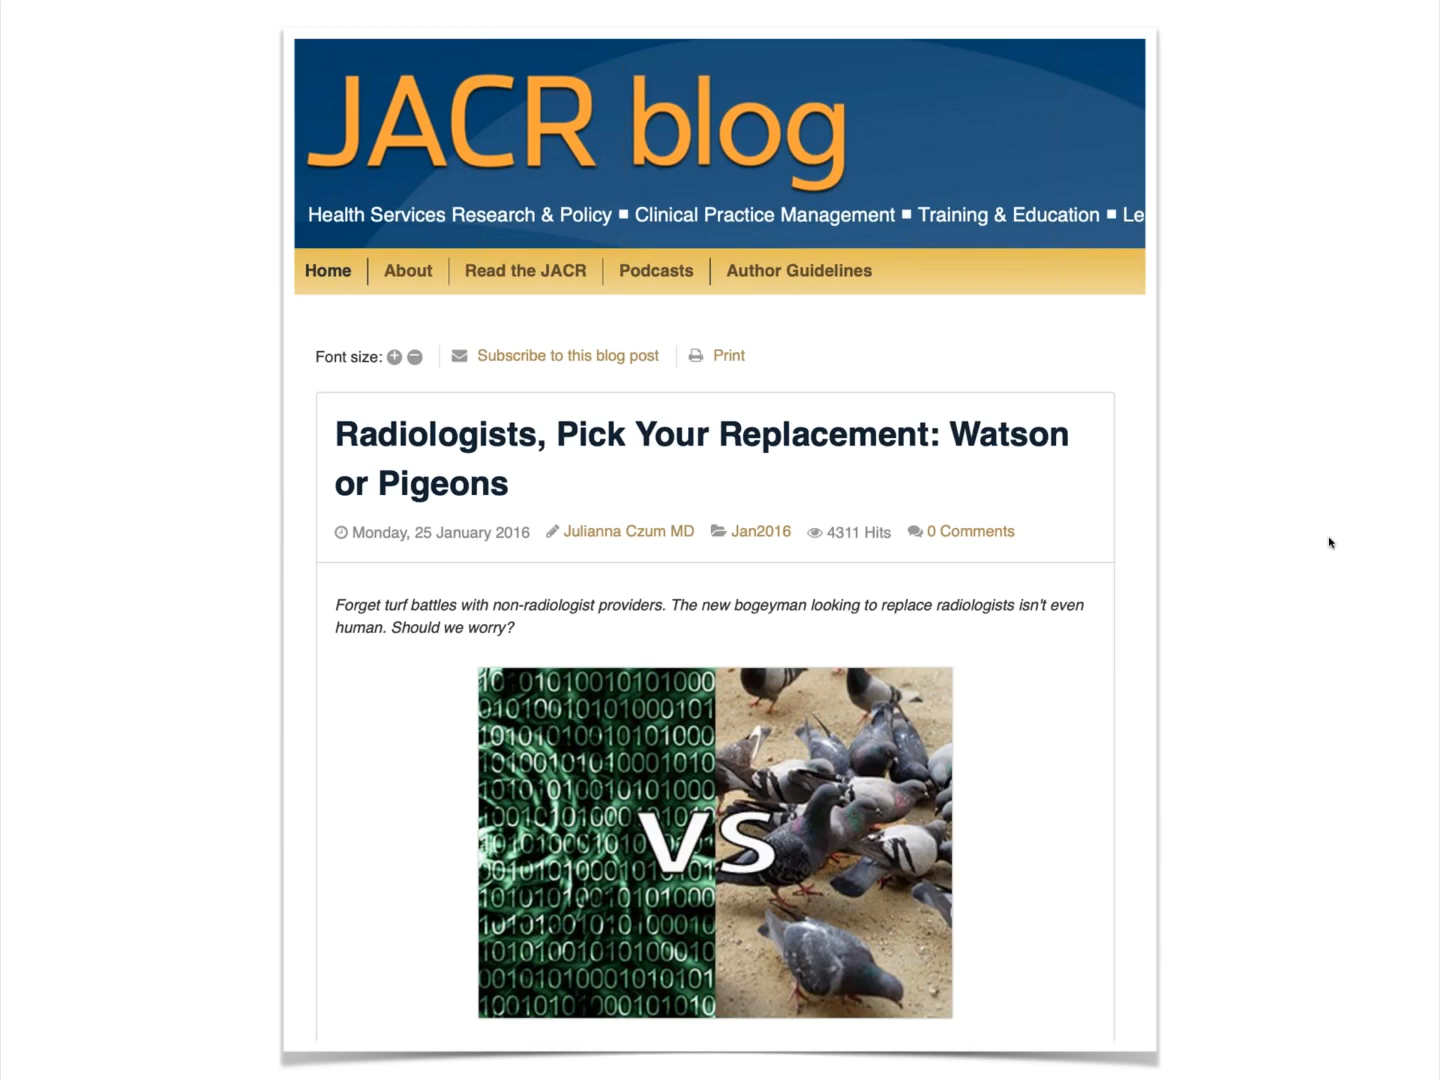 JACR blog
Health Services Research & Policy ■ Clinical Practice Management ■ Training & Education ■ Le
Home | About | Read the JACR | Podcasts | Author Guidelines
Font size: + − Subscribe to this blog post Print
Radiologists, Pick Your Replacement: Watson
or Pigeons
Monday, 25 January 2016 Julianna Czum MD Jan2016 4311 Hits 0 Comments
Forget turf battles with non-radiologist providers. The new bogeyman looking to replace radiologists isn't even
human. Should we worry?
VS